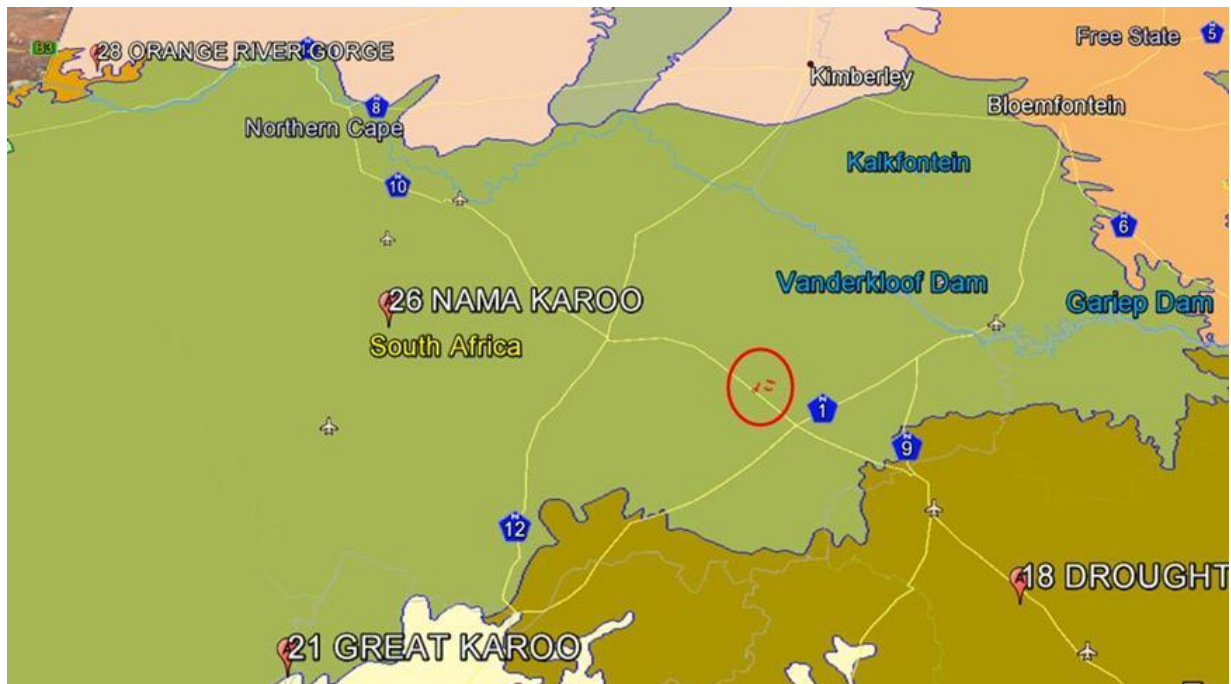 B3
28 ORANGE RIVER GORGE
N
Free State
N
5
Kimberley
N
8
Northern Cape
Bloemfontein
Kalkfontein
N
10
N
6
26 NAMA KAROO
Vanderkloof Dam
Gariep Dam
South Africa
N
1
N
9
N
12
18 DROUGHT
21 GREAT KAROO